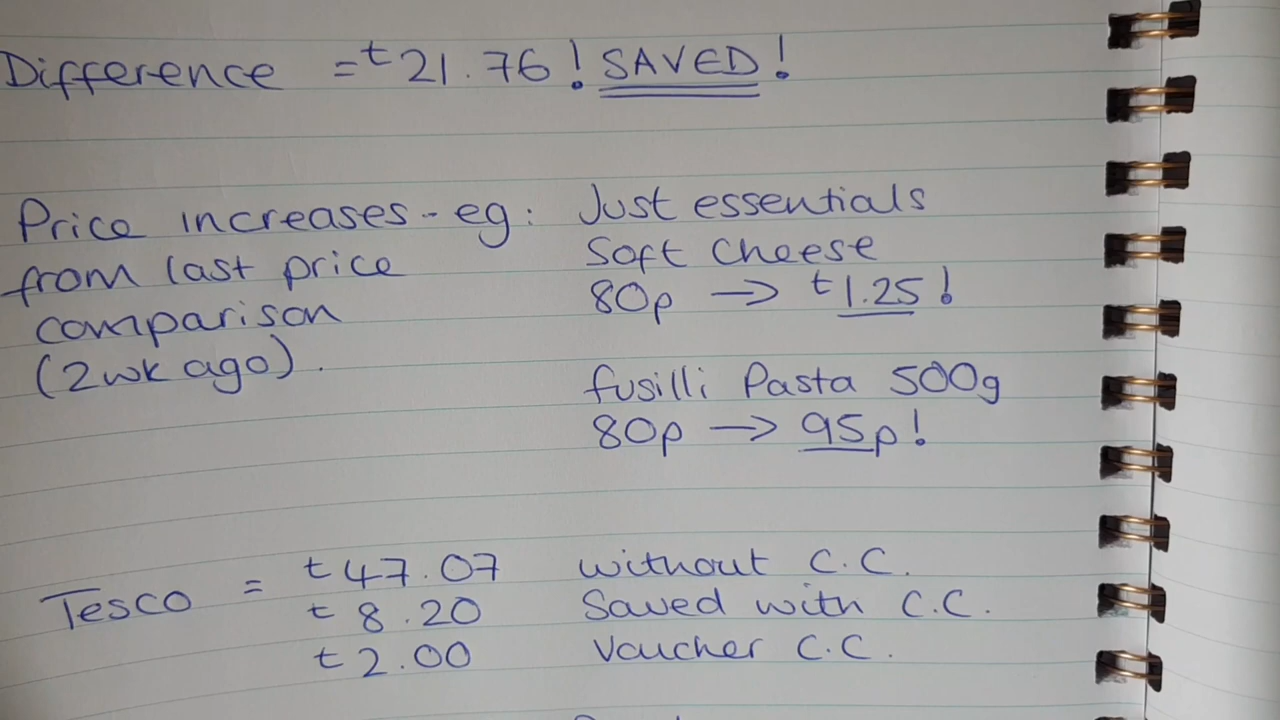 Difference = £21.76! SAVED!
Price increases - eg: Just essentials
from last price Soft Cheese
comparison 80p → £1.25!
(2wk ago).
fusilli Pasta 500g
80p → 95p!
Tesco = £47.07 without C.C.
£8.20 Saved with C.C.
£2.00 Voucher C.C.